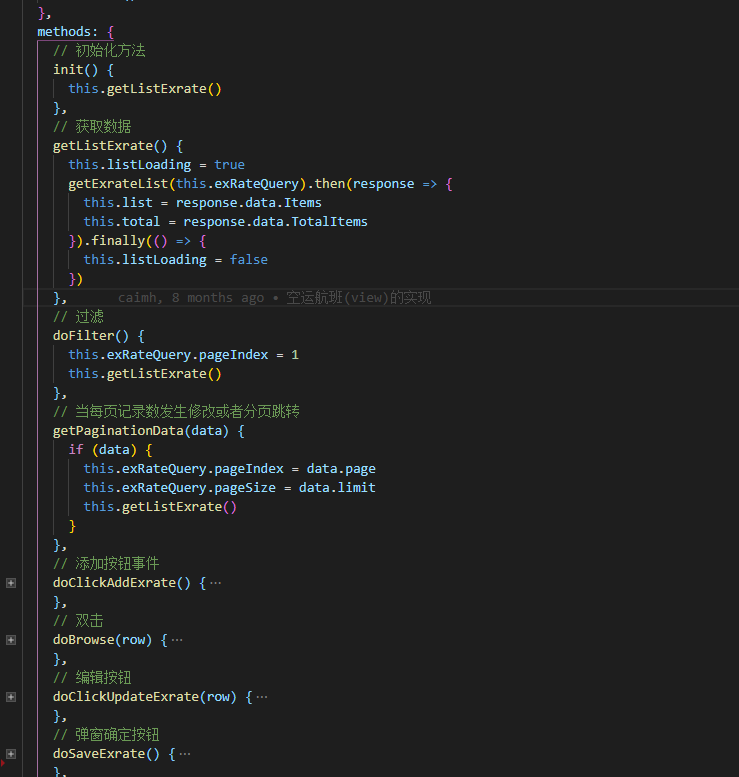 },
methods: {
// 初始化方法
init() {
this.getListExrate()
},
// 获取数据
getListExrate() {
this.listLoading = true
getExrateList(this.exRateQuery).then(response => {
this.list = response.data.Items
this.total = response.data.TotalItems
}).finally(() => {
this.listLoading = false
})
}, caimh, 8 months ago • 空运航班(view)的实现
// 过滤
doFilter() {
this.exRateQuery.pageIndex = 1
this.getListExrate()
},
// 当每页记录数发生修改或者分页跳转
getPaginationData(data) {
if (data) {
this.exRateQuery.pageIndex = data.page
this.exRateQuery.pageSize = data.limit
this.getListExrate()
}
},
// 添加按钮事件
doClickAddExrate() {…
},
// 双击
doBrowse(row) {…
},
// 编辑按钮
doClickUpdateExrate(row) {…
},
// 弹窗确定按钮
doSaveExrate() {…
},